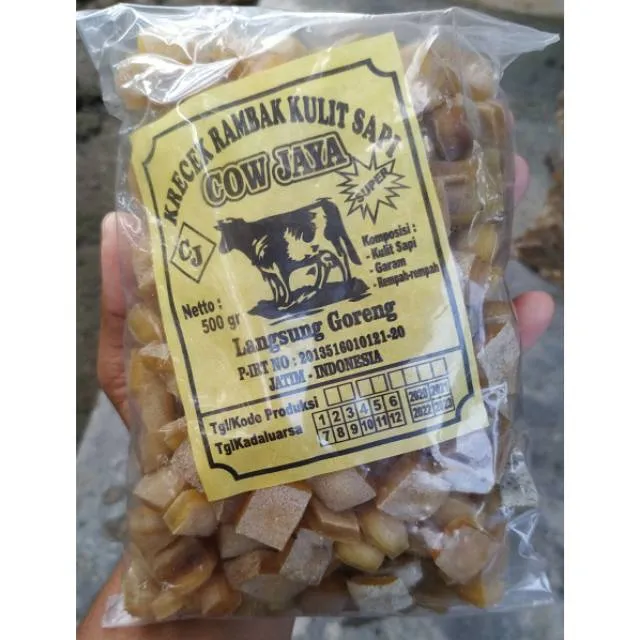 KRECEK RAMBAK KULIT SAPI
COW JAYA
SUPER
CJ
Komposisi :
- Kulit Sapi
- Garam
- Rempah-rempah
Netto :
500 gr
Langsung Goreng
P-IRT NO : 2013516010121-20
JATIM - INDONESIA
Tgl/Kode Produksi
TglKadaluarsa
1 2 3 4 5 6 2020 2021
7 8 9 10 11 12 2022 2023